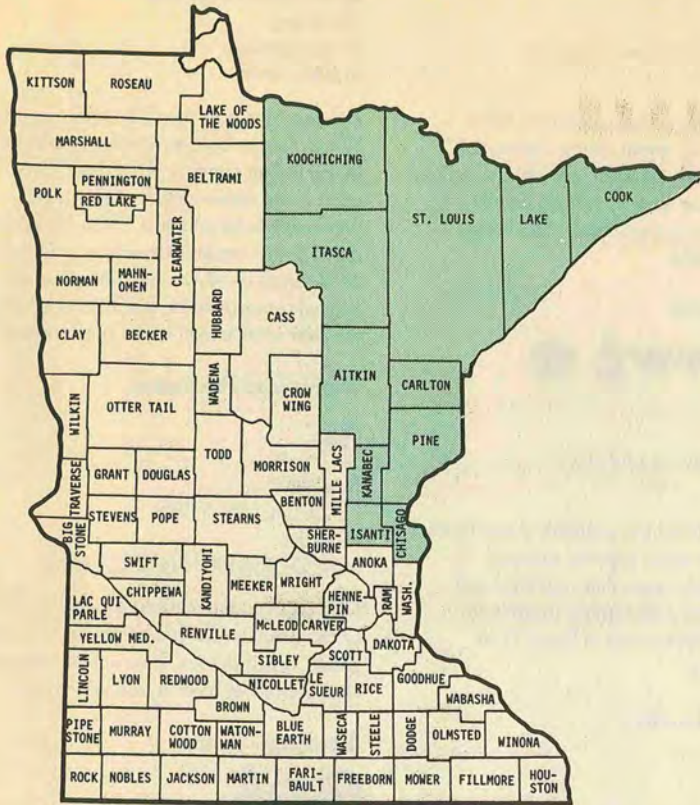 KITTSON
ROSEAU
LAKE OF
THE WOODS
MARSHALL
KOOCHICHING
PENNINGTON
POLK
RED LAKE
BELTRAMI
CLEARWATER
ST. LOUIS
LAKE
COOK
ITASCA
NORMAN
MAHN-
OMEN
HUBBARD
CASS
CLAY
BECKER
WADENA
AITKIN
CARLTON
CROW
WING
WILKIN
OTTER TAIL
PINE
TODD
MORRISON
MILLE LACS
KANABEC
TRAVERSE
GRANT
DOUGLAS
BENTON
BIG
STONE
STEVENS
POPE
STEARNS
SHER-
BURNE
ISANTI
CHISAGO
ANOKA
SWIFT
KANDIYOHI
MEEKER
WRIGHT
HENNE
PIN
RAM.
WASH.
CHIPPEWA
LAC QUI
PARLE
McLEOD
CARVER
YELLOW MED.
RENVILLE
DAKOTA
SCOTT
SIBLEY
LINCOLN
LYON
REDWOOD
NICOLLET
LE
SUEUR
RICE
GOODHUE
WABASHA
BROWN
PIPE
STONE
MURRAY
COTTON
WOOD
WATON-
WAN
BLUE
EARTH
WASECA
STEELE
DODGE
OLMSTED
WINONA
ROCK
NOBLES
JACKSON
MARTIN
FARI-
BAULT
FREEBORN
MOWER
FILLMORE
HOU-
STON